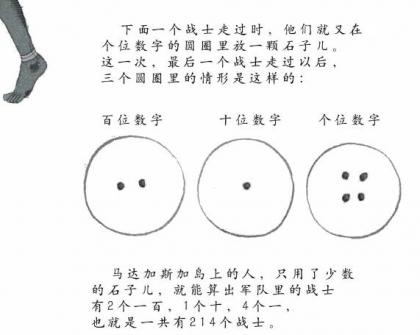 下面一个战士走过时，他们就又在
个位数字的圆圈里放一颗石子儿。
这一次，最后一个战士走过以后，
三个圆圈里的情形是这样的：
百位数字 十位数字 个位数字
马达加斯加岛上的人，只用了少数
的石子儿，就能算出军队里的战士
有2个一百，1个十，4个一，
也就是一共有214个战士。